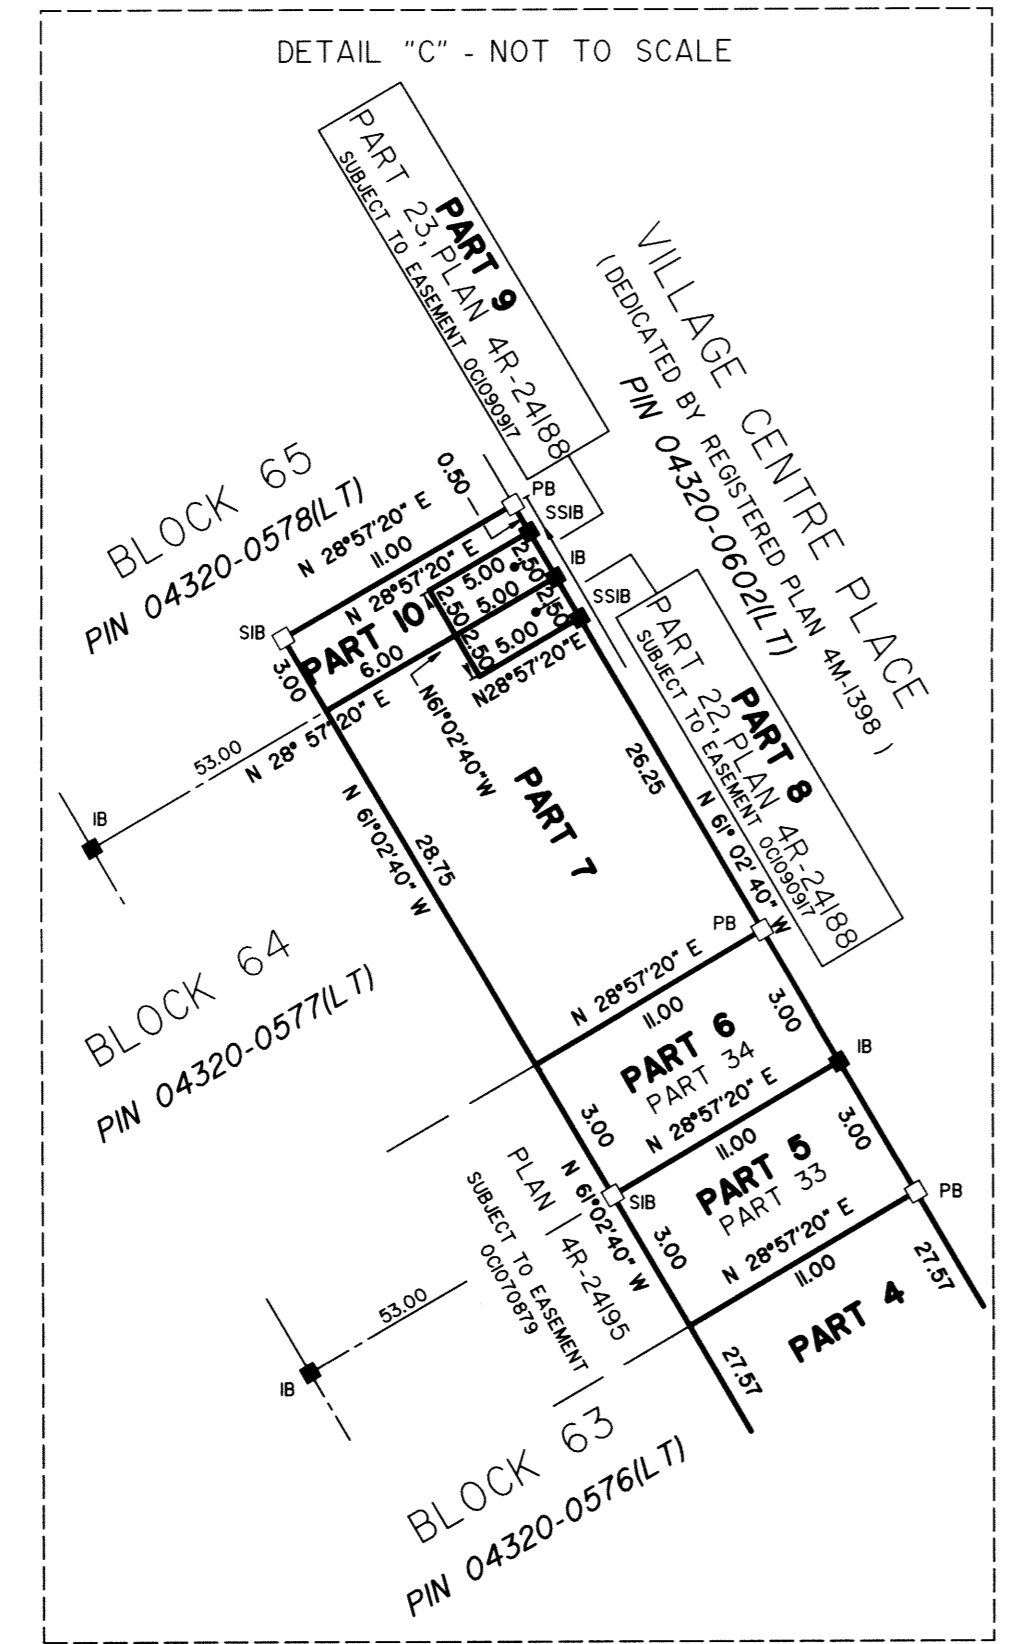 DETAIL "C" - NOT TO SCALE
PART 9
PART 23, PLAN 4R-24188
SUBJECT TO EASEMENT OC1090917
VILLAGE CENTRE PLACE
(DEDICATED BY REGISTERED PLAN 4M-1398)
PIN 04320-0602(LT)
BLOCK 65
PIN 04320-0578(LT)
N 28°57'20" E
11.00
0.50
PB
SSIB
IB
SSIB
N 28°57'20" E
5.00
2.50
2.50
5.00
2.50
2.50
5.00
N28°57'20"E
SIB
3.00
PART 10
6.00
N 28° 57'20" E
53.00
IB
N61°02'40"W
PART 8
PART 22, PLAN 4R-24188
SUBJECT TO EASEMENT OC1090917
26.25
N 61° 02' 40" W
PART 7
N 61°02'40" W
28.75
PB
BLOCK 64
PIN 04320-0577(LT)
N 28°57'20" E
11.00
3.00
PART 6
PART 34
IB
N 28°57'20" E
3.00
11.00
3.00
PART 5
PART 33
SIB
PB
N 61°02'40" W
3.00
N 28°57'20" E
11.00
27.57
PLAN 4R-24195
SUBJECT TO EASEMENT
OC1070879
53.00
IB
PART 4
27.57
BLOCK 63
PIN 04320-0576(LT)